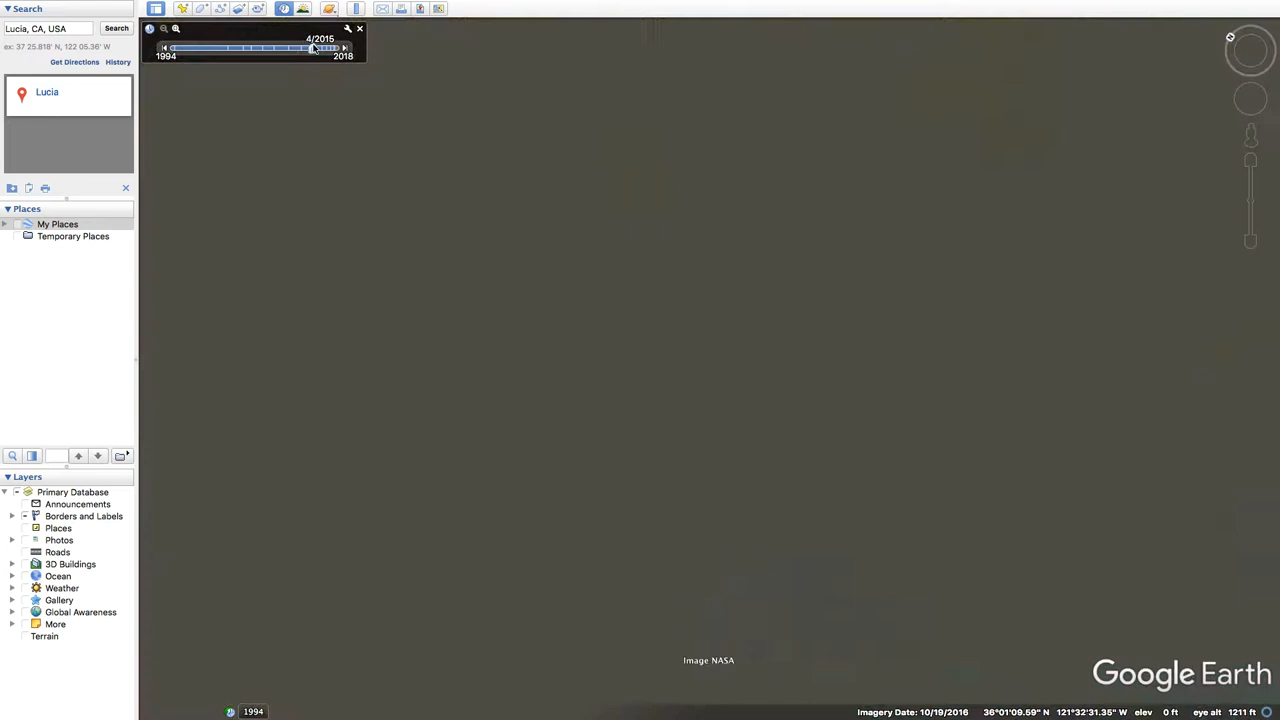 Search
Lucia, CA, USA
Search
ex: 37 25.818' N, 122 05.36' W
Get Directions History
Lucia
Places
My Places
Temporary Places
Layers
Primary Database
Announcements
Borders and Labels
Places
Photos
Roads
3D Buildings
Ocean
Weather
Gallery
Global Awareness
More
Terrain
4/2015
1994 2018
Image NASA
Google Earth
1994
Imagery Date: 10/19/2016 36°01'09.59" N 121°32'31.35" W elev 0 ft eye alt 1211 ft